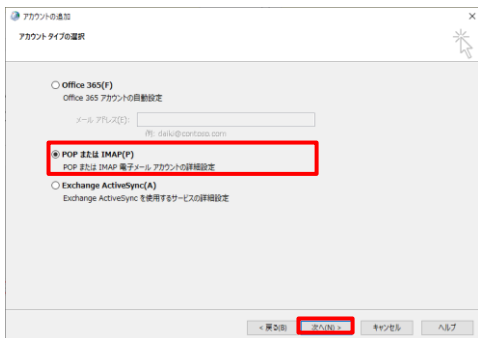 アカウントの追加
アカウント タイプの選択
Office 365(F)
Office 365 アカウントの自動設定
メール アドレス(E):
例: daiki@contoso.com
POP または IMAP(P)
POP または IMAP 電子メール アカウントの詳細設定
Exchange ActiveSync(A)
Exchange ActiveSync を使用するサービスの詳細設定
< 戻る(B) 次へ(N) > キャンセル ヘルプ